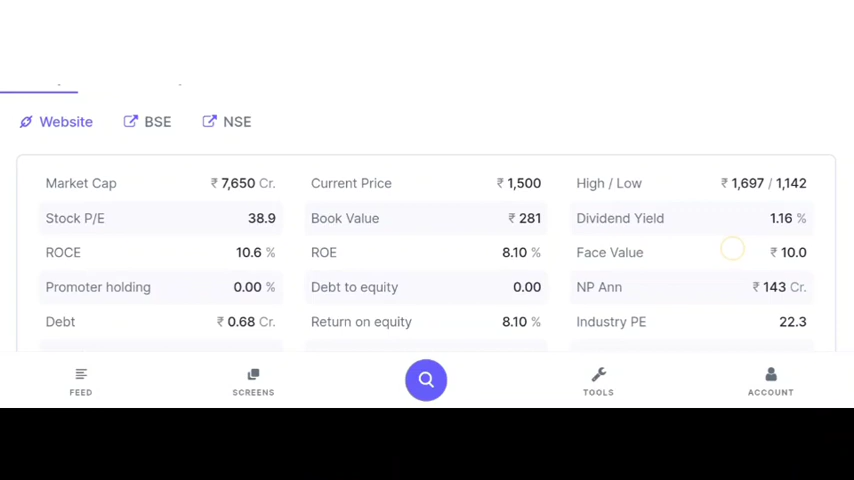 Website BSE NSE
Market Cap ₹ 7,650 Cr. Current Price ₹ 1,500 High / Low ₹ 1,697 / 1,142
Stock P/E 38.9 Book Value ₹ 281 Dividend Yield 1.16 %
ROCE 10.6 % ROE 8.10 % Face Value ₹ 10.0
Promoter holding 0.00 % Debt to equity 0.00 NP Ann ₹ 143 Cr.
Debt ₹ 0.68 Cr. Return on equity 8.10 % Industry PE 22.3
FEED SCREENS TOOLS ACCOUNT